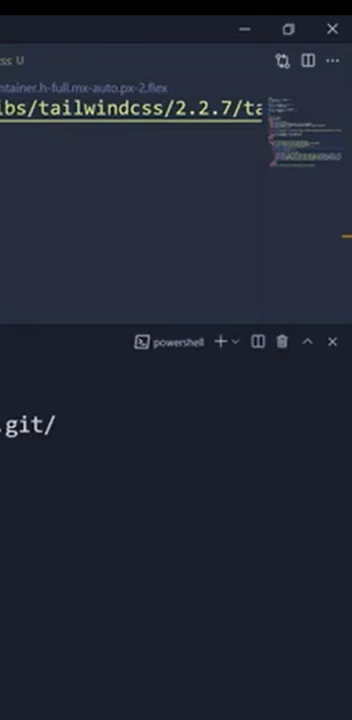 ss U
ntainer.h-full.mx-auto.px-2.flex
ibs/tailwindcss/2.2.7/ta
powershell
.git/